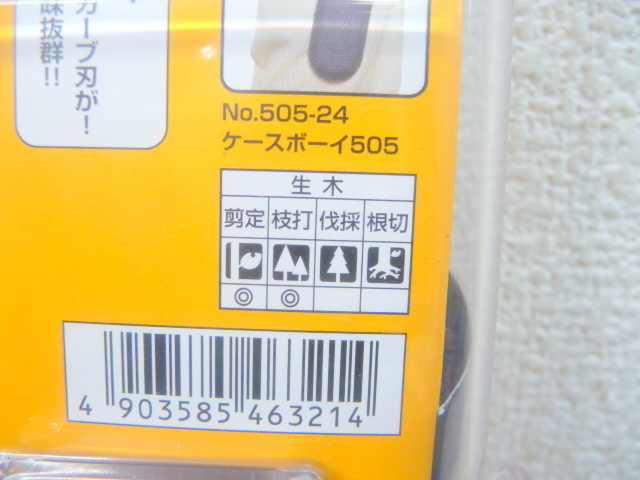 カーブ刃が!
味抜群!!
No.505-24
ケースボーイ505
生木
剪定 枝打 伐採 根切
◎ ◎
4 903585 463214